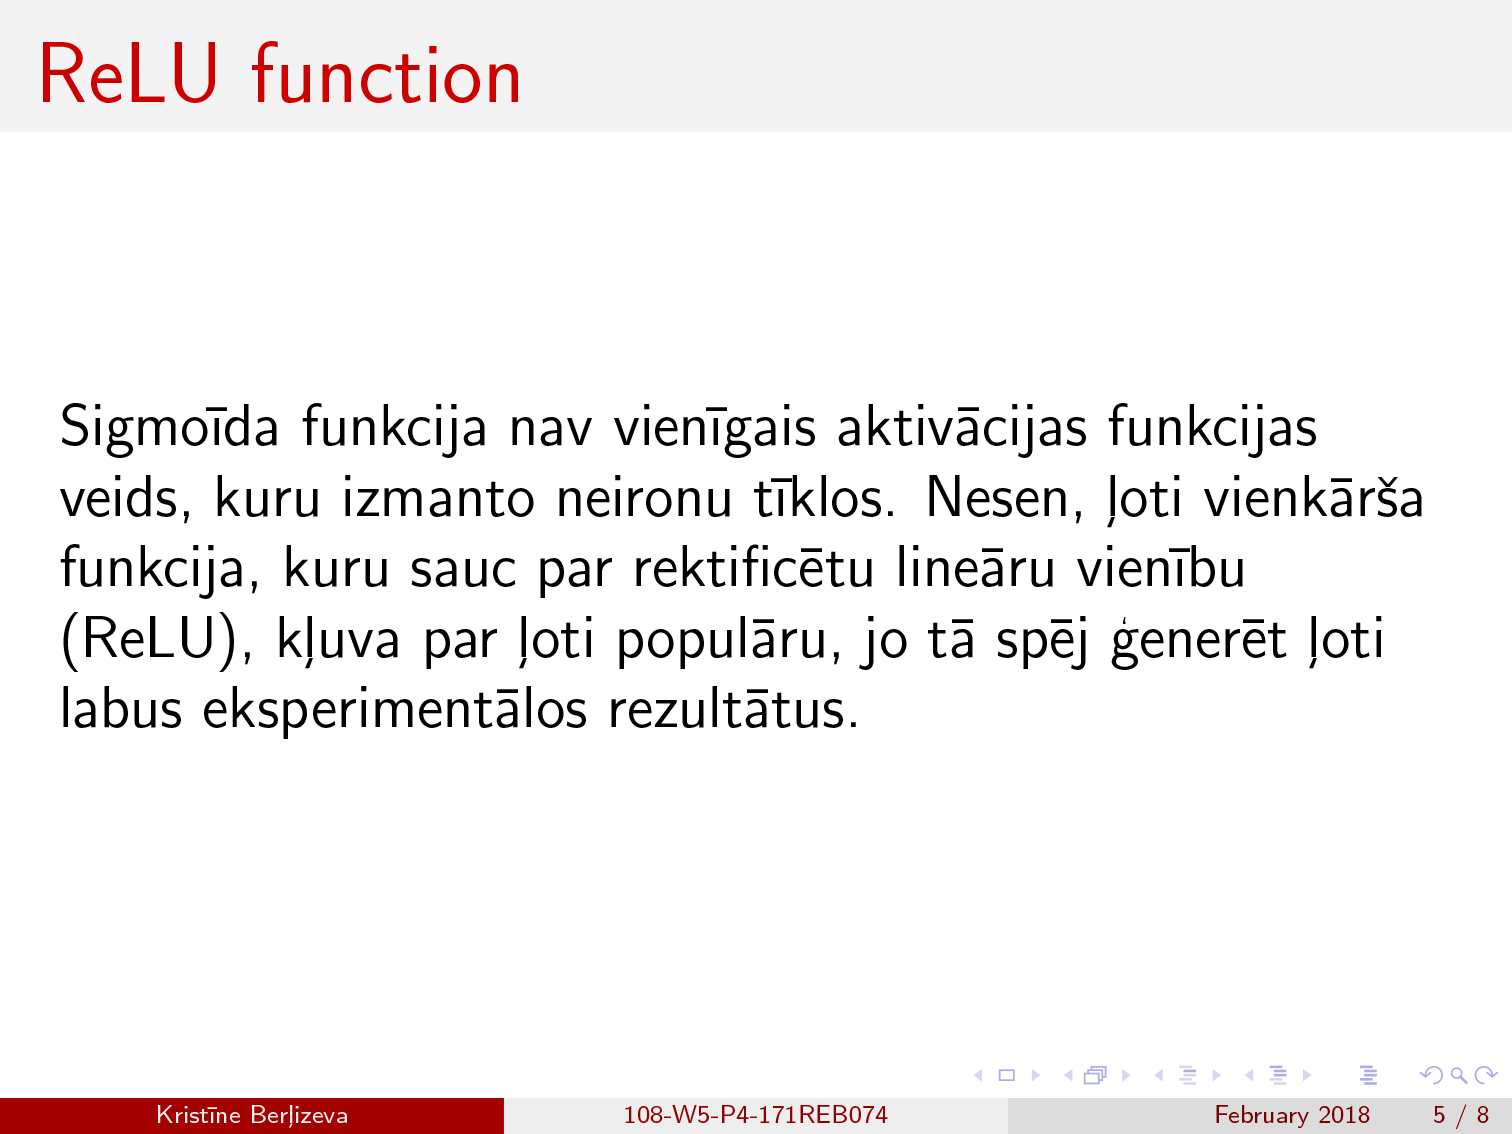 ReLU function
Sigmoīda funkcija nav vienīgais aktivācijas funkcijas
veids, kuru izmanto neironu tīklos. Nesen, ļoti vienkārša
funkcija, kuru sauc par rektificētu lineāru vienību
(ReLU), kļuva par ļoti populāru, jo tā spēj ģenerēt ļoti
labus eksperimentālos rezultātus.
Kristīne Berļizeva 108-W5-P4-171REB074 February 2018 5 / 8